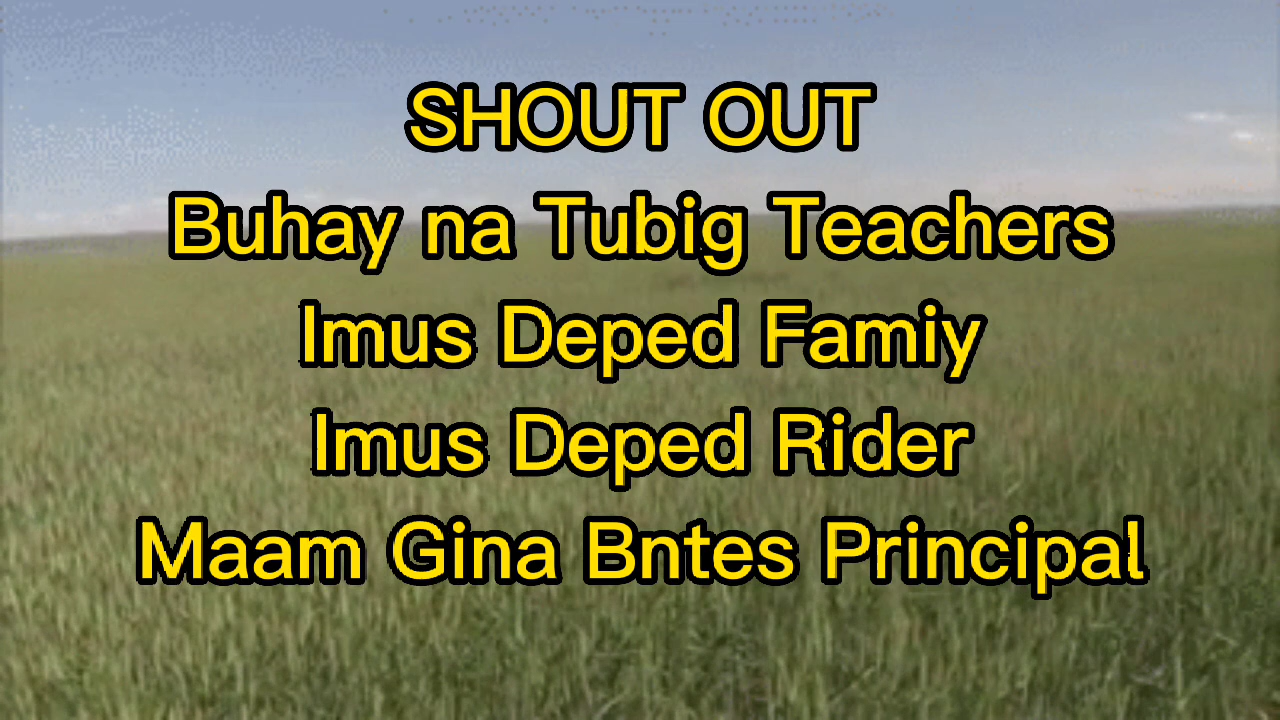 SHOUT OUT
Buhay na Tubig Teachers
Imus Deped Famiy
Imus Deped Rider
Maam Gina Bntes Principal